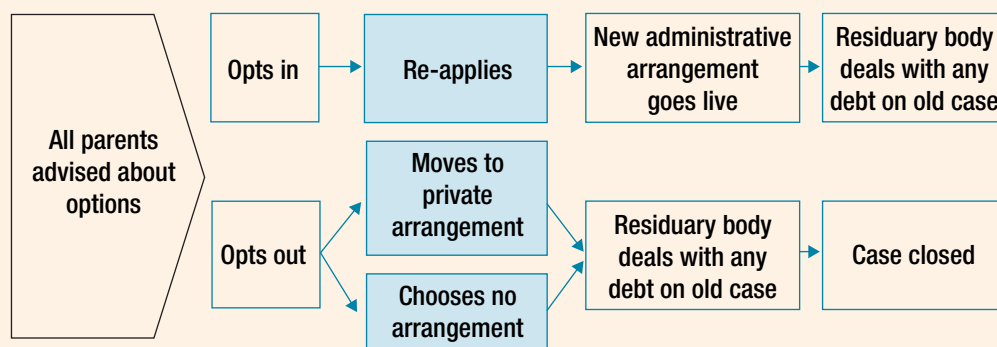 All parents
advised about
options
Opts in
Re-applies
New administrative
arrangement
goes live
Residuary body
deals with any
debt on old case
Opts out
Moves to
private
arrangement
Chooses no
arrangement
Residuary body
deals with any
debt on old case
Case closed